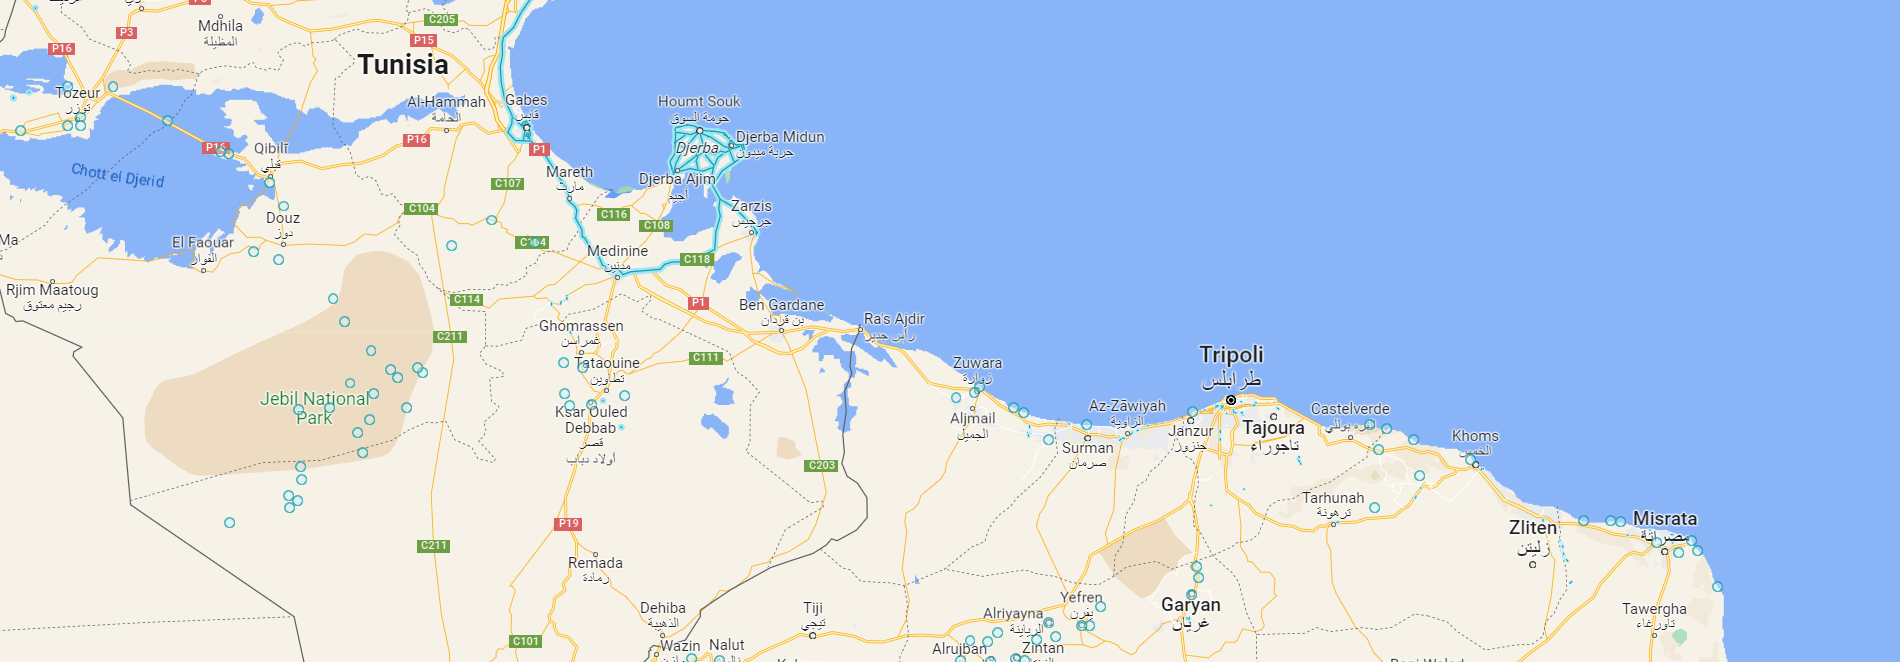 C205
P3
P16
Mdhila
المظيلة
P15
Tunisia
Tozeur
توزر
Al-Hammah
الحامة
Gabes
قابس
Houmt Souk
حومة السوق
Djerba Midun
جربة ميدون
Djerba
P16
P16
P1
Qibilī
قبلي
Chott el Djerid
Mareth
مارث
Djerba Ajim
أجيم
C107
C104
C116
C108
Zarzis
جرجيس
Douz
دوز
El Faouar
الفوار
C104
Medinine
مدنين
C118
Rjim Maatoug
رجيم معتوق
C114
P1
Ben Gardane
بن قردان
Ghomrassen
غمراسن
Ra's Ajdir
رأس جدير
C211
C111
Tataouine
تطاوين
Zuwara
زوارة
Tripoli
طرابلس
Jebil National
Park
Ksar Ouled
Debbab
قصر
أولاد دباب
Aljmail
الجميل
Az-Zāwiyah
الزاوية
Surman
صرمان
Janzur
جنزور
Tajoura
تاجوراء
Castelverde
Khoms
الخمس
C203
Tarhunah
ترهونة
Zliten
زليتن
Misrata
مصراتة
P19
C211
Remada
رمادة
Dehiba
الذهيبة
Tiji
تيجي
Yefren
يفرن
Alriyayna
الرياينة
Garyan
غريان
Tawergha
تاورغاء
C101
Wazin
Nalut
Alrujban
Zintan